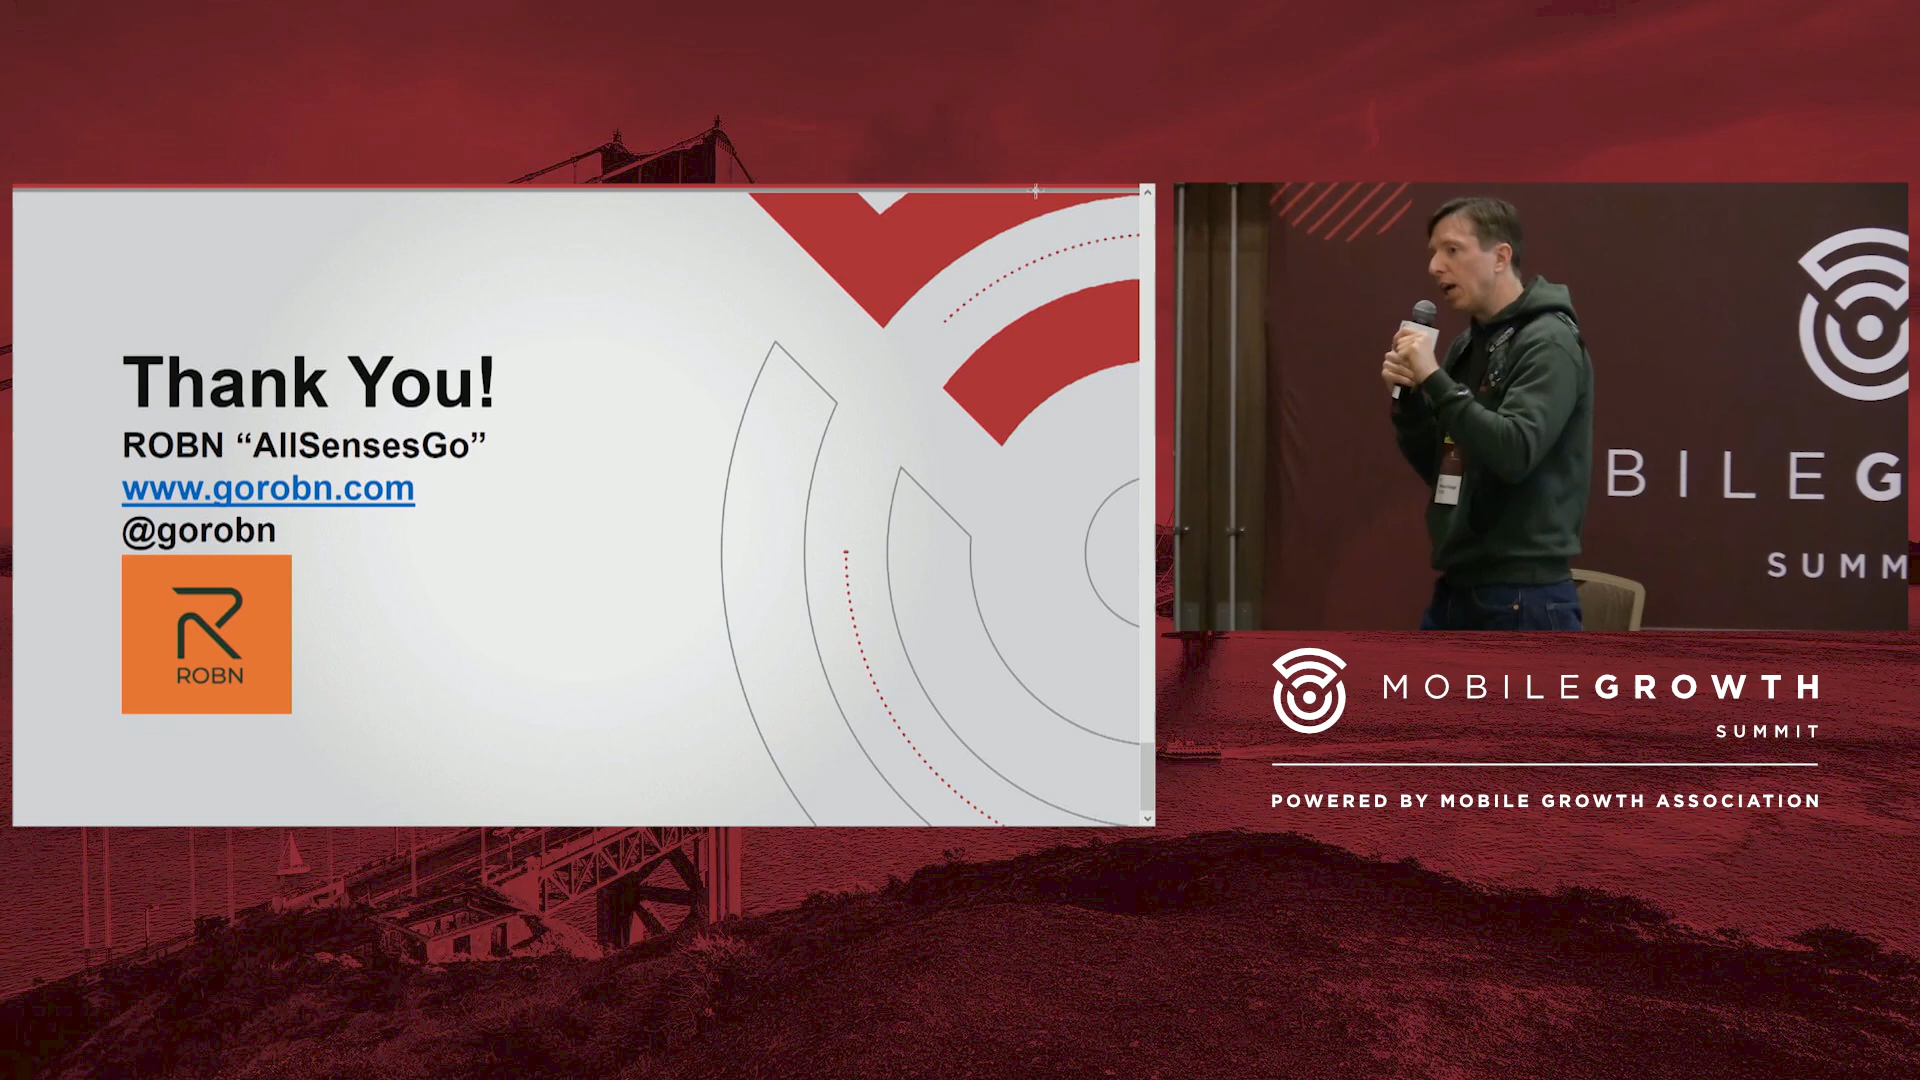 Thank You!
ROBN “AllSensesGo”
www.gorobn.com
@gorobn
ROBN
BILE G
SUMM
MOBILEGROWTH
SUMMIT
POWERED BY MOBILE GROWTH ASSOCIATION